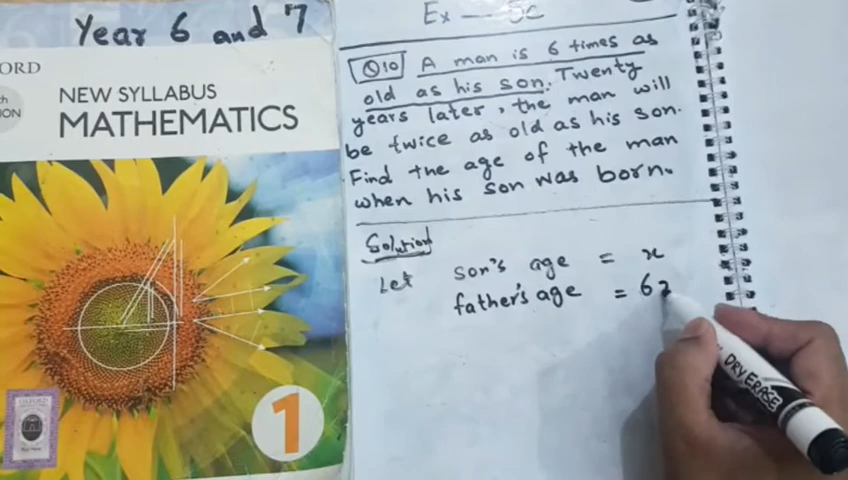 Year 6 and 7
ORD
NEW SYLLABUS
MATHEMATICS
1
Ex - 5c
Q10 A man is 6 times as
old as his son. Twenty
years later, the man will
be twice as old as his son.
Find the age of the man
when his son was born.
Solution
Let son's age = x
father's age = 6x
DRY ERASE